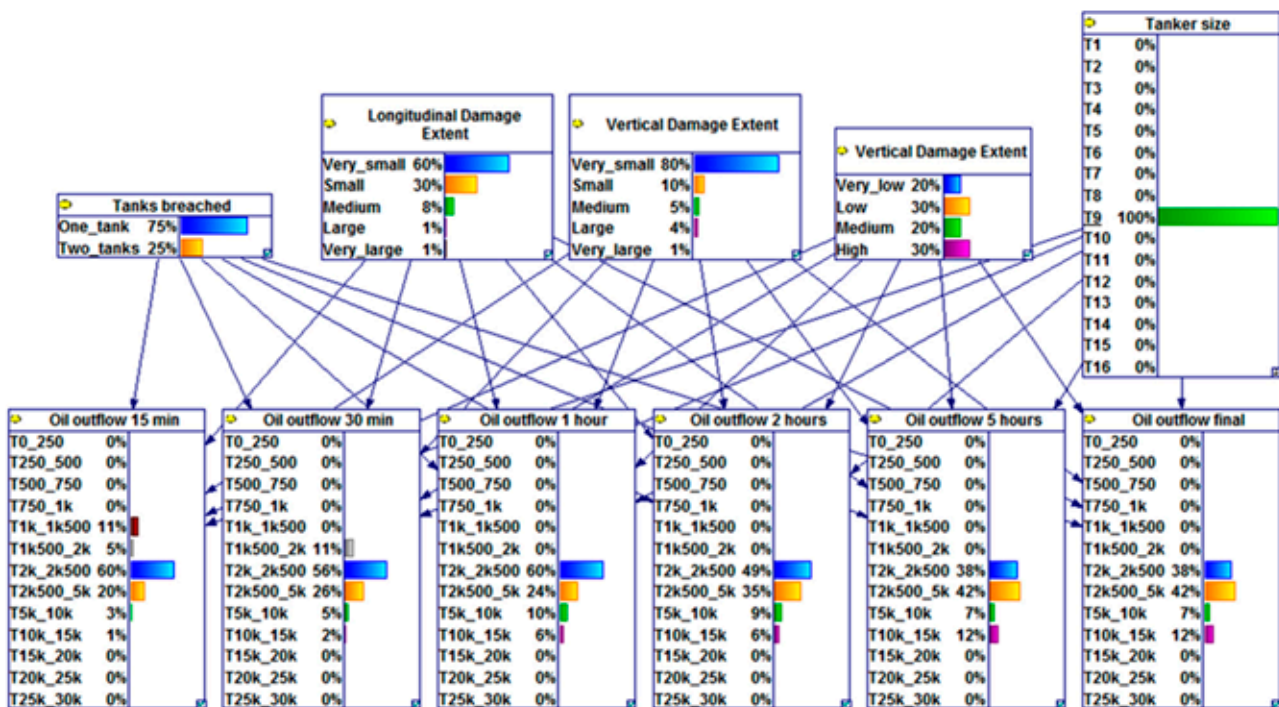 Tanker size
T1 0%
T2 0%
T3 0%
T4 0%
T5 0%
T6 0%
T7 0%
T8 0%
T9 100%
T10 0%
T11 0%
T12 0%
T13 0%
T14 0%
T15 0%
T16 0%
Longitudinal Damage
Extent
Very_small 60%
Small 30%
Medium 8%
Large 1%
Very_large 1%
Vertical Damage Extent
Very_small 80%
Small 10%
Medium 5%
Large 4%
Very_large 1%
Vertical Damage Extent
Very_low 20%
Low 30%
Medium 20%
High 30%
Tanks breached
One_tank 75%
Two_tanks 25%
Oil outflow 15 min
T0_250 0%
T250_500 0%
T500_750 0%
T750_1k 0%
T1k_1k500 11%
T1k500_2k 5%
T2k_2k500 60%
T2k500_5k 20%
T5k_10k 3%
T10k_15k 1%
T15k_20k 0%
T20k_25k 0%
T25k_30k 0%
Oil outflow 30 min
T0_250 0%
T250_500 0%
T500_750 0%
T750_1k 0%
T1k_1k500 0%
T1k500_2k 11%
T2k_2k500 56%
T2k500_5k 26%
T5k_10k 5%
T10k_15k 2%
T15k_20k 0%
T20k_25k 0%
T25k_30k 0%
Oil outflow 1 hour
T0_250 0%
T250_500 0%
T500_750 0%
T750_1k 0%
T1k_1k500 0%
T1k500_2k 0%
T2k_2k500 60%
T2k500_5k 24%
T5k_10k 10%
T10k_15k 6%
T15k_20k 0%
T20k_25k 0%
T25k_30k 0%
Oil outflow 2 hours
T0_250 0%
T250_500 0%
T500_750 0%
T750_1k 0%
T1k_1k500 0%
T1k500_2k 0%
T2k_2k500 49%
T2k500_5k 35%
T5k_10k 9%
T10k_15k 6%
T15k_20k 0%
T20k_25k 0%
T25k_30k 0%
Oil outflow 5 hours
T0_250 0%
T250_500 0%
T500_750 0%
T750_1k 0%
T1k_1k500 0%
T1k500_2k 0%
T2k_2k500 38%
T2k500_5k 42%
T5k_10k 7%
T10k_15k 12%
T15k_20k 0%
T20k_25k 0%
T25k_30k 0%
Oil outflow final
T0_250 0%
T250_500 0%
T500_750 0%
T750_1k 0%
T1k_1k500 0%
T1k500_2k 0%
T2k_2k500 38%
T2k500_5k 42%
T5k_10k 7%
T10k_15k 12%
T15k_20k 0%
T20k_25k 0%
T25k_30k 0%